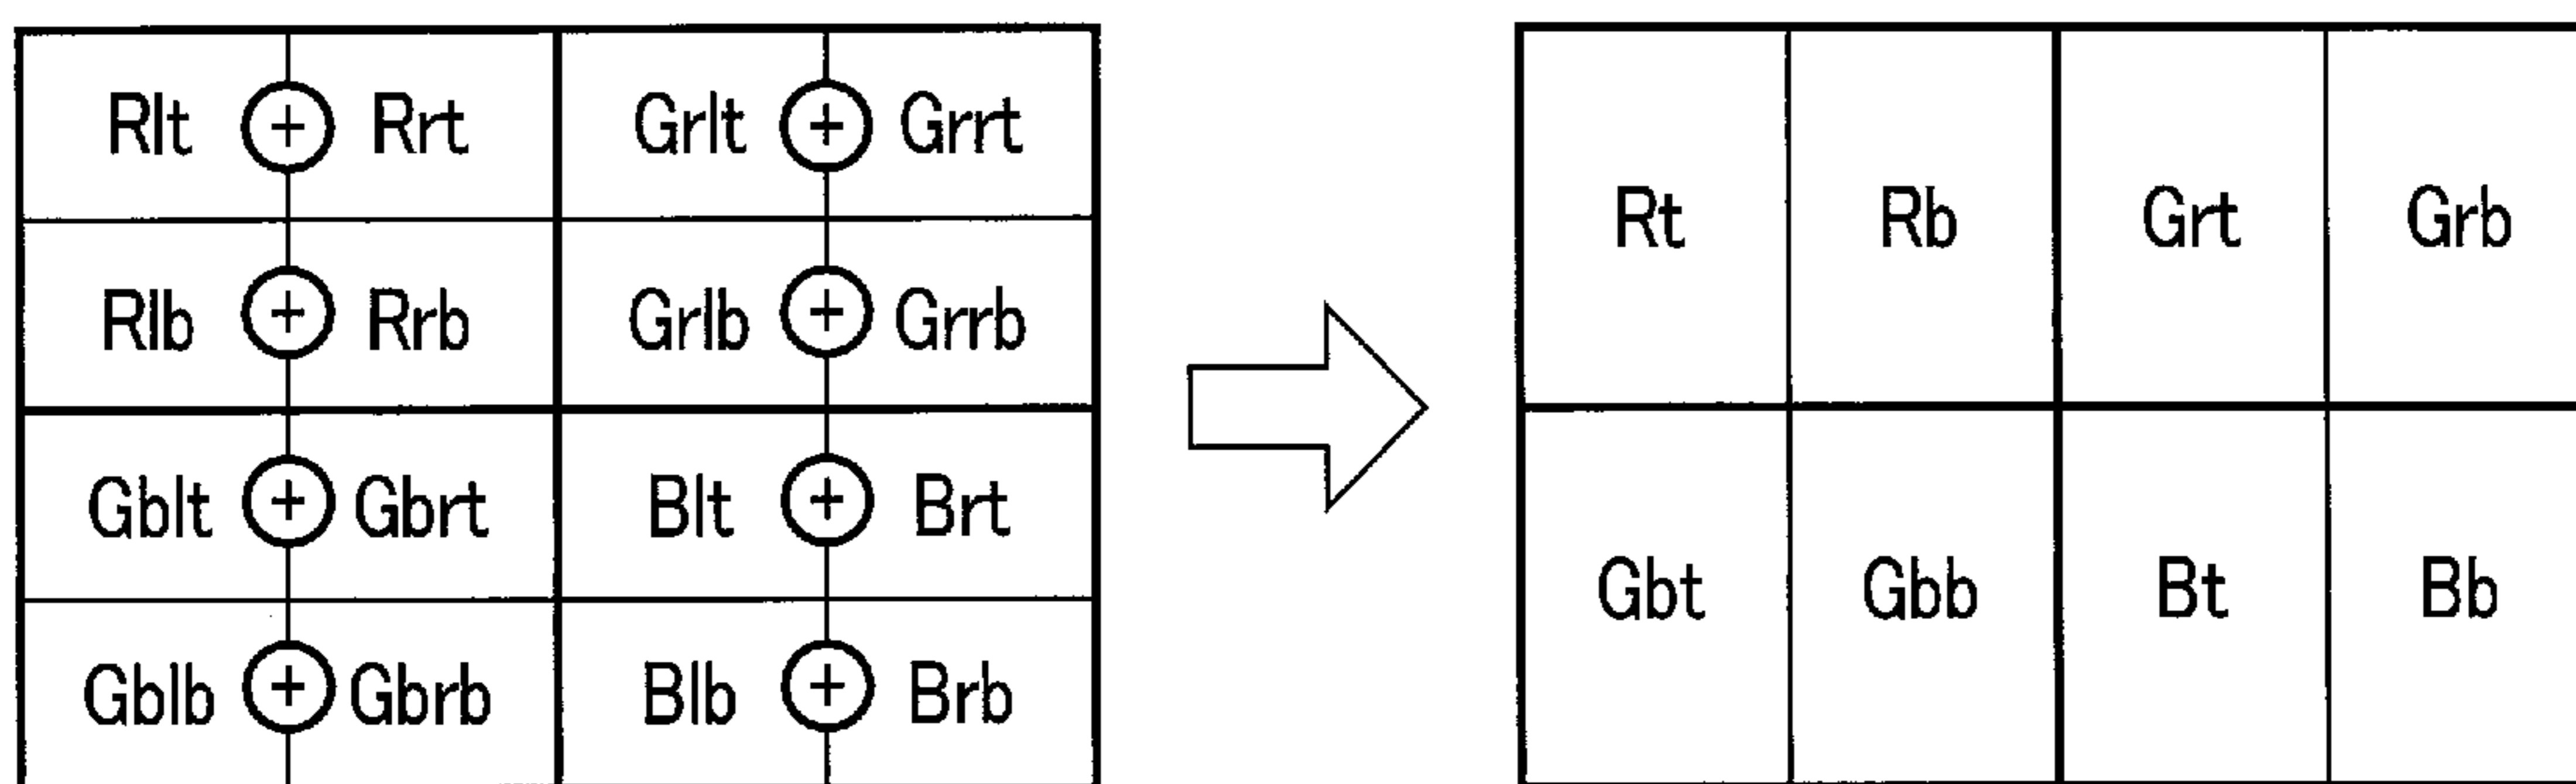 Rlt + Rrt Grlt + Grrt
Rlb + Rrb Grlb + Grrb
Gblt + Gbrt Blt + Brt
Gblb + Gbrb Blb + Brb
Rt Rb Grt Grb
Gbt Gbb Bt Bb